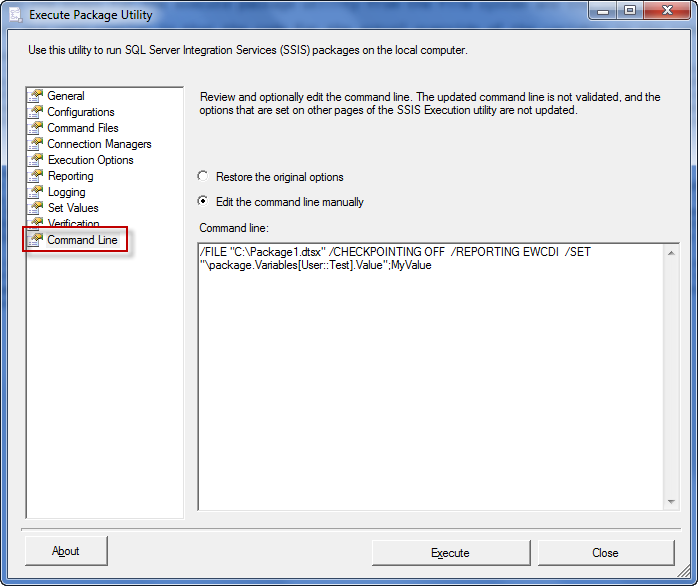 Execute Package Utility
Use this utility to run SQL Server Integration Services (SSIS) packages on the local computer.
General
Configurations
Command Files
Connection Managers
Execution Options
Reporting
Logging
Set Values
Verification
Command Line
Review and optionally edit the command line. The updated command line is not validated, and the
options that are set on other pages of the SSIS Execution utility are not updated.
Restore the original options
Edit the command line manually
Command line:
/FILE "C:\Package1.dtsx" /CHECKPOINTING OFF  /REPORTING EWCDI  /SET
"\package.Variables[User::Test].Value";MyValue
About
Execute
Close